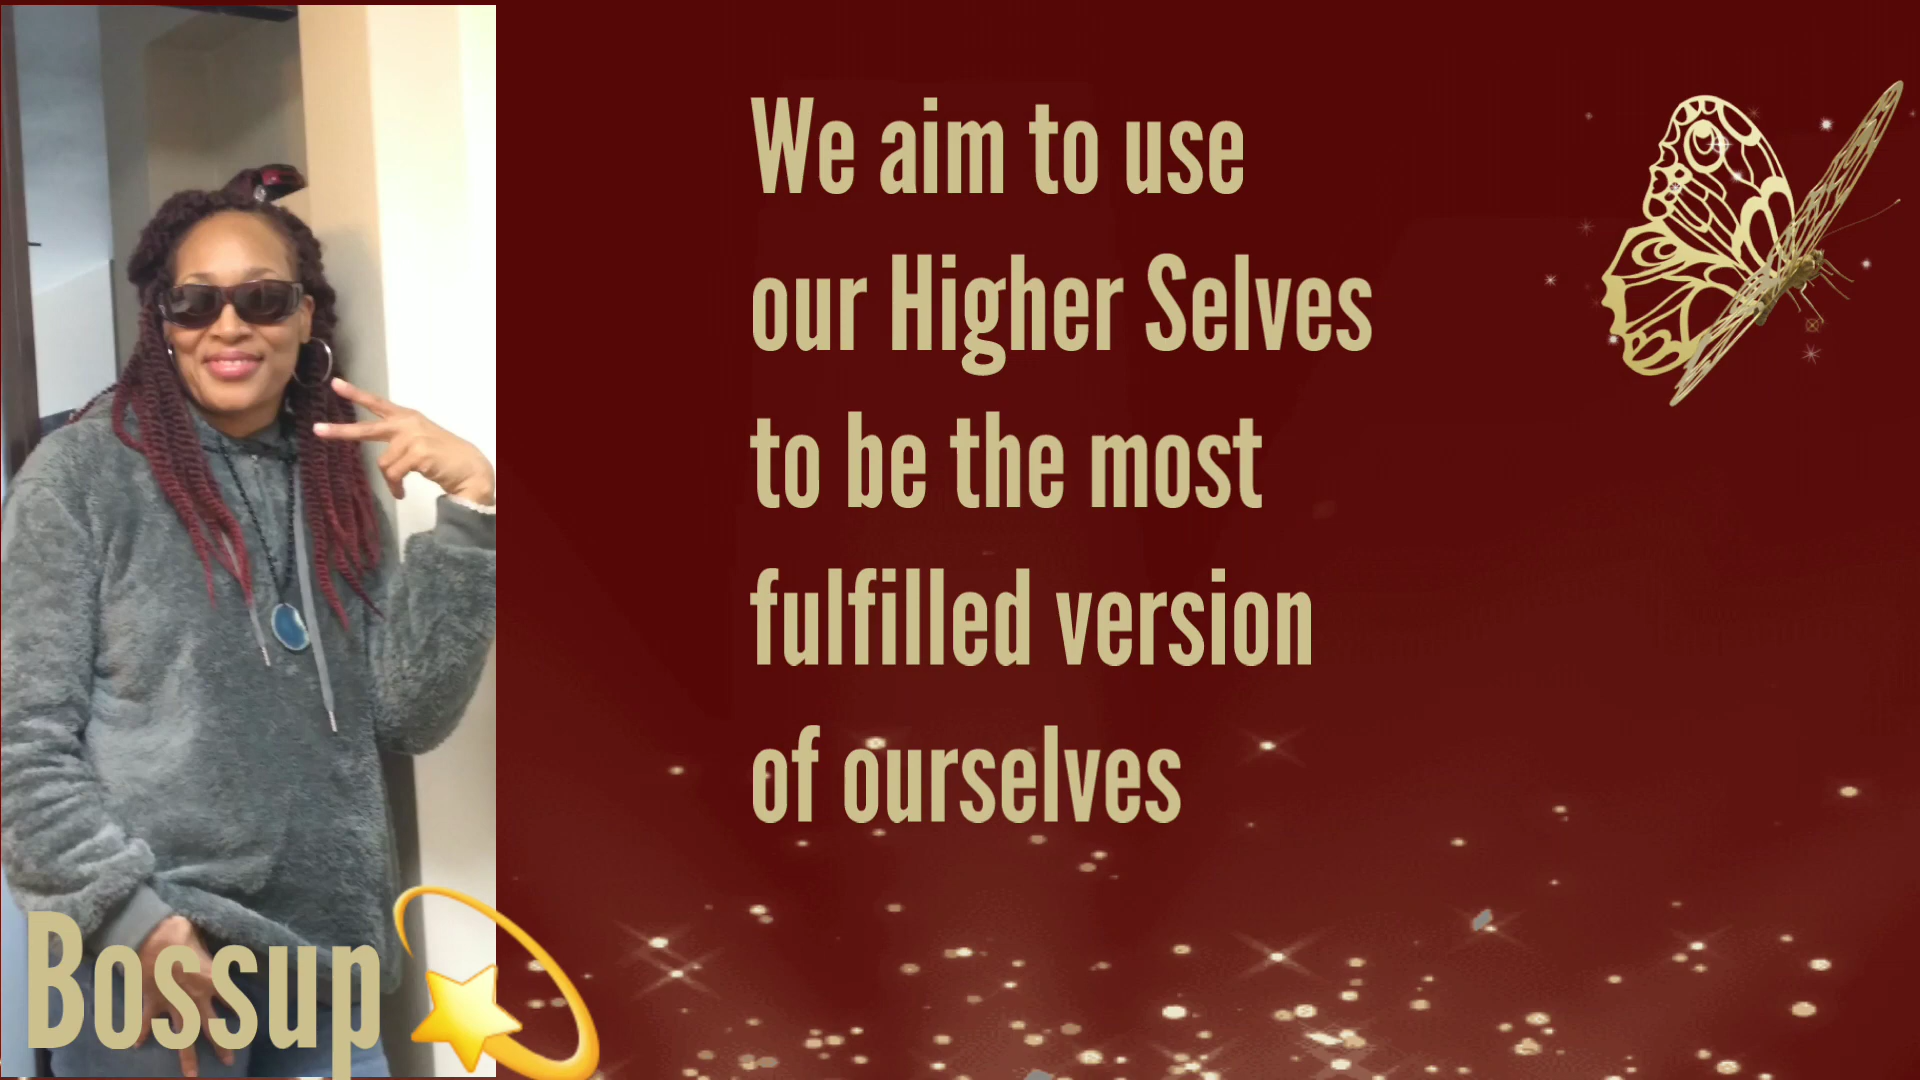 We aim to use
our Higher Selves
to be the most
fulfilled version
of ourselves
Bossup